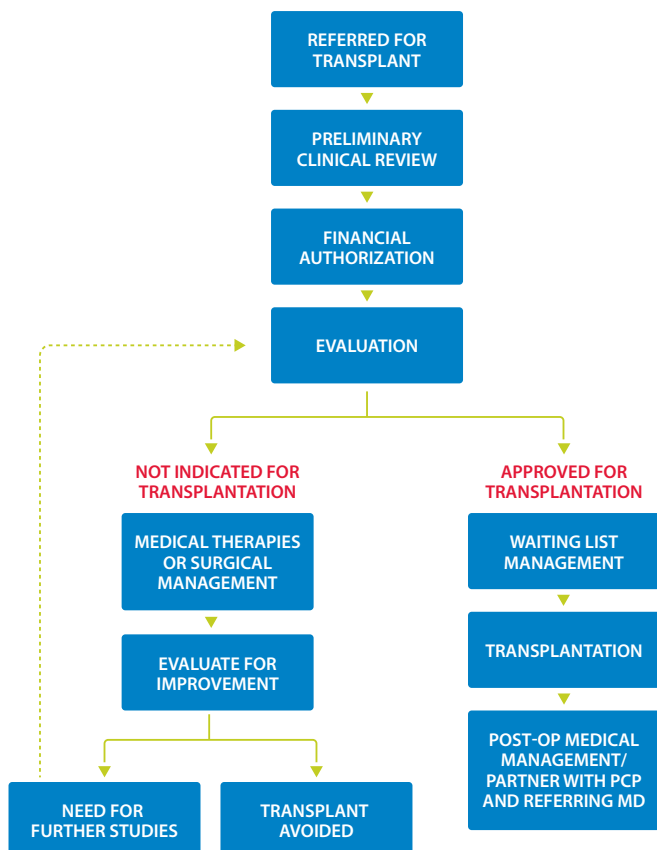 REFERRED FOR
TRANSPLANT
PRELIMINARY
CLINICAL REVIEW
FINANCIAL
AUTHORIZATION
EVALUATION
NOT INDICATED FOR
TRANSPLANTATION
MEDICAL THERAPIES
OR SURGICAL
MANAGEMENT
EVALUATE FOR
IMPROVEMENT
NEED FOR
FURTHER STUDIES
TRANSPLANT
AVOIDED
APPROVED FOR
TRANSPLANTATION
WAITING LIST
MANAGEMENT
TRANSPLANTATION
POST-OP MEDICAL
MANAGEMENT/
PARTNER WITH PCP
AND REFERRING MD